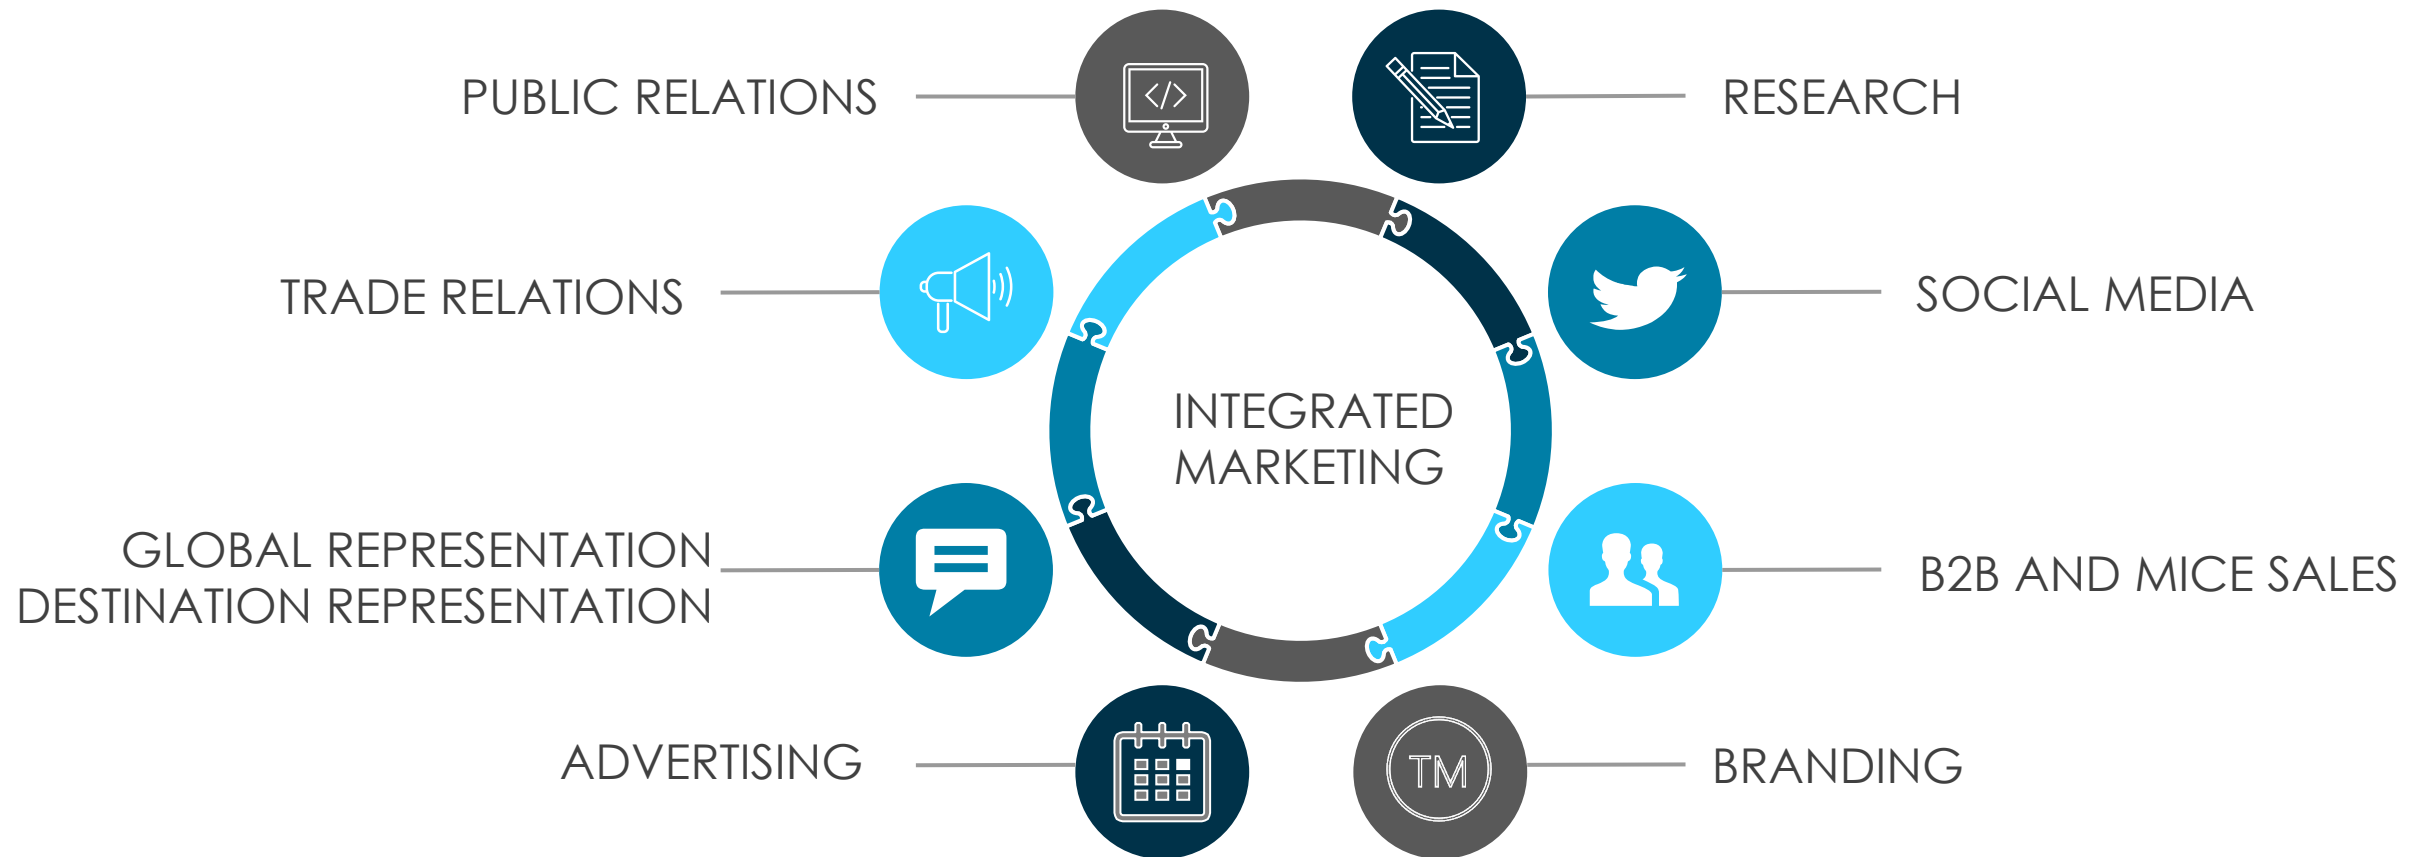 PUBLIC RELATIONS
RESEARCH
TRADE RELATIONS
SOCIAL MEDIA
INTEGRATED
MARKETING
GLOBAL REPRESENTATION
DESTINATION REPRESENTATION
B2B AND MICE SALES
ADVERTISING
BRANDING
</>
TM